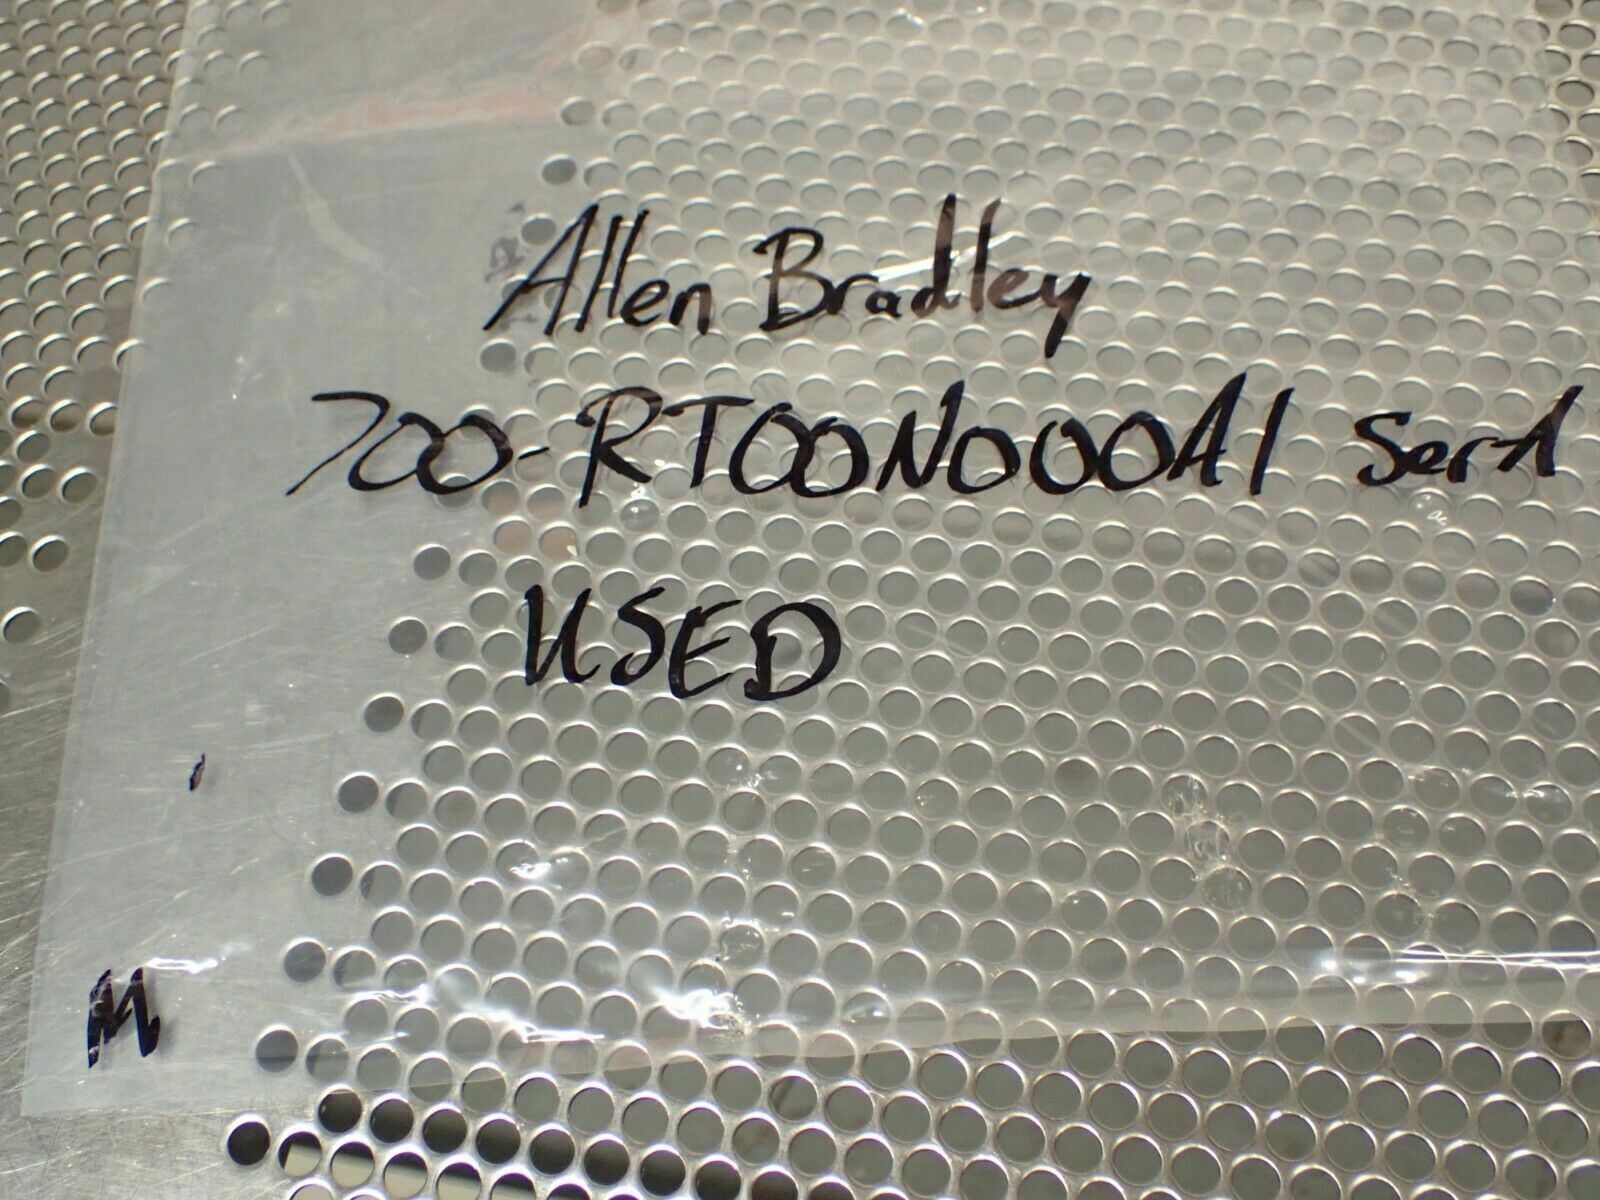 Allen Bradley
700-RT00N000A1 Ser A
USED
M